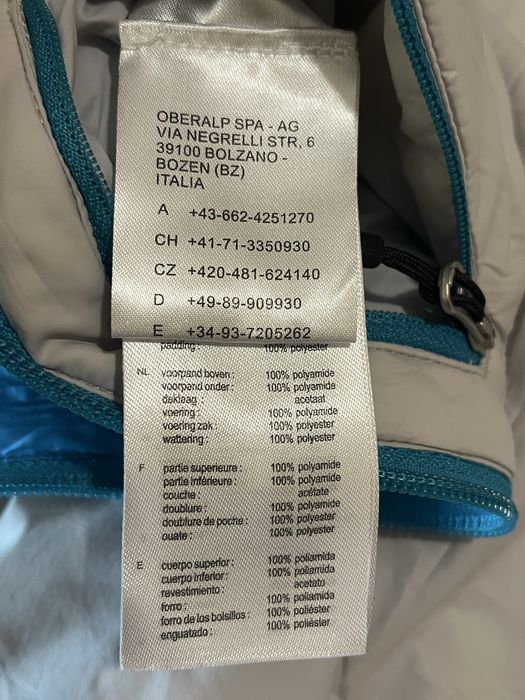 OBERALP SPA - AG
VIA NEGRELLI STR, 6
39100 BOLZANO -
BOZEN (BZ)
ITALIA
A +43-662-4251270
CH +41-71-3350930
CZ +420-481-624140
D +49-89-909930
E +34-93-7205262
padding: 100% polyester
NL voorpand boven: 100% polyamide
voorpand onder: 100% polyamide
deklaag: acetaat
voering: 100% polyamide
voering zak: 100% polyester
wattering: 100% polyester
F partie superieure: 100% polyamide
partie inférieure: 100% polyamide
couche: acétate
doublure: 100% polyamide
doublure de poche: 100% polyester
ouate: 100% polyester
E cuerpo superior: 100% poliamida
cuerpo inferior: 100% poliamida
revestimiento: acetato
forro: 100% poliamida
forro de los bolsillos: 100% poliéster
enguatado: 100% poliéster